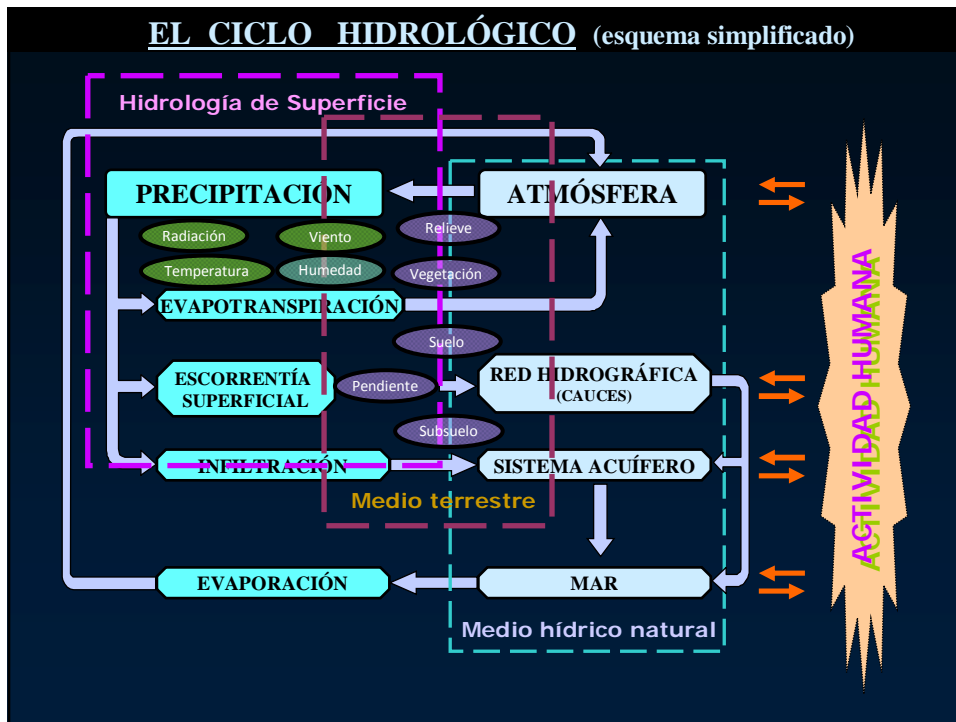 EL CICLO HIDROLÓGICO (esquema simplificado)
Hidrología de Superficie
PRECIPITACIÓN
ATMÓSFERA
Radiación
Viento
Relieve
Temperatura
Humedad
Vegetación
EVAPOTRANSPIRACIÓN
Suelo
ESCORRENTÍA
SUPERFICIAL
Pendiente
RED HIDROGRÁFICA
(CAUCES)
Subsuelo
INFILTRACIÓN
SISTEMA ACUÍFERO
Medio terrestre
EVAPORACIÓN
MAR
Medio hídrico natural
ACTIVIDAD HUMANA